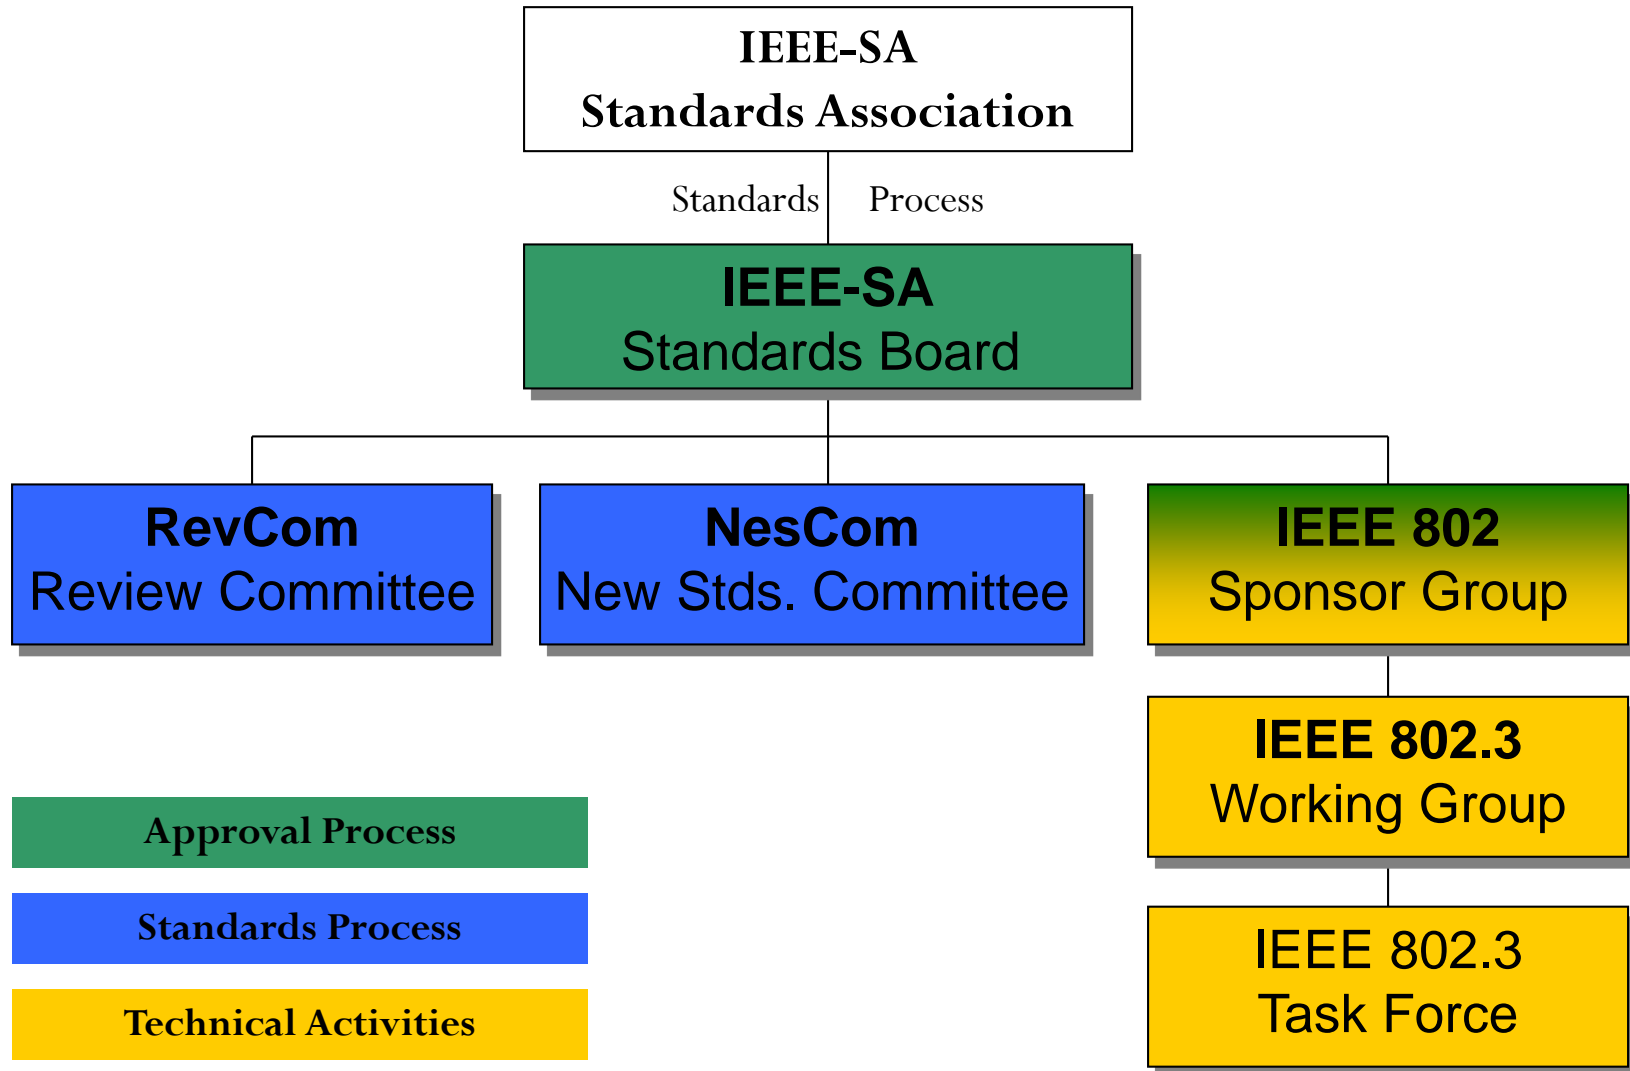 IEEE-SA
Standards Association
Standards Process
IEEE-SA
Standards Board
RevCom
Review Committee
NesCom
New Stds. Committee
IEEE 802
Sponsor Group
IEEE 802.3
Working Group
IEEE 802.3
Task Force
Approval Process
Standards Process
Technical Activities